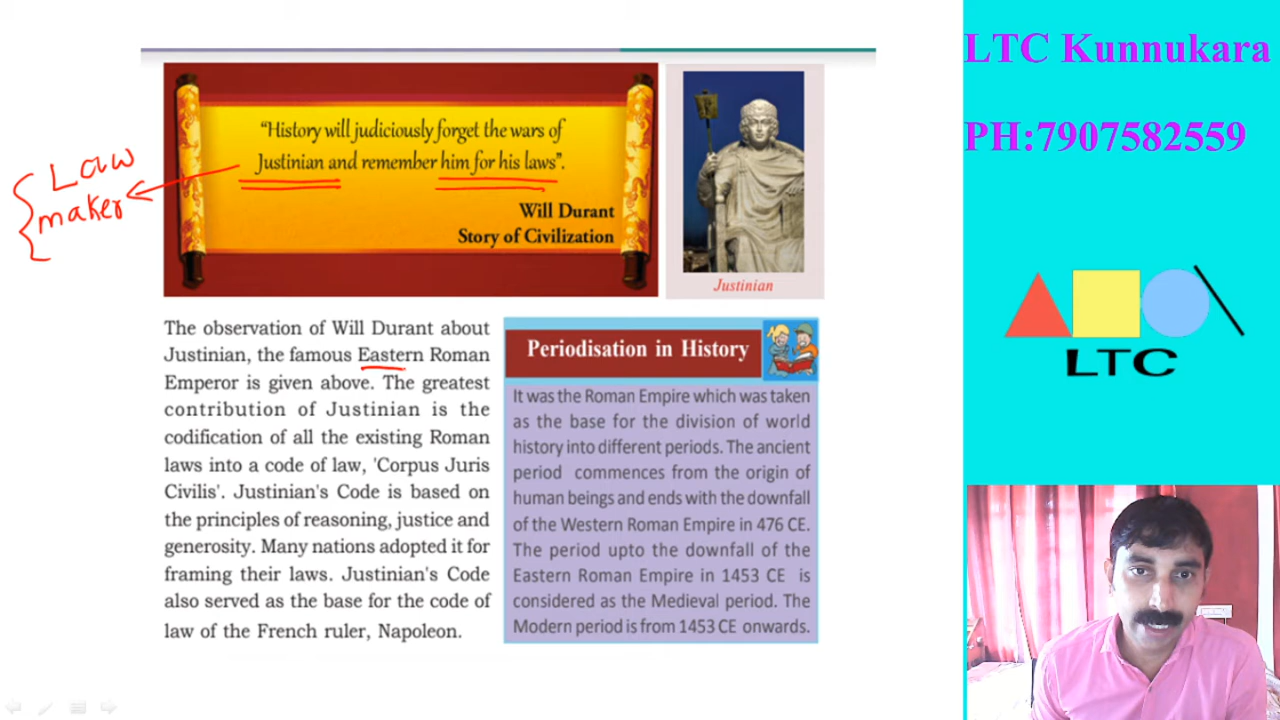 "History will judiciously forget the wars of
Justinian and remember him for his laws".
Will Durant
Story of Civilization
Law
maker
Justinian
The observation of Will Durant about
Justinian, the famous Eastern Roman
Emperor is given above. The greatest
contribution of Justinian is the
codification of all the existing Roman
laws into a code of law, 'Corpus Juris
Civilis'. Justinian's Code is based on
the principles of reasoning, justice and
generosity. Many nations adopted it for
framing their laws. Justinian's Code
also served as the base for the code of
law of the French ruler, Napoleon.
Periodisation in History
It was the Roman Empire which was taken
as the base for the division of world
history into different periods. The ancient
period commences from the origin of
human beings and ends with the downfall
of the Western Roman Empire in 476 CE.
The period upto the downfall of the
Eastern Roman Empire in 1453 CE is
considered as the Medieval period. The
Modern period is from 1453 CE onwards.
LTC Kunnukara
PH:7907582559
LTC